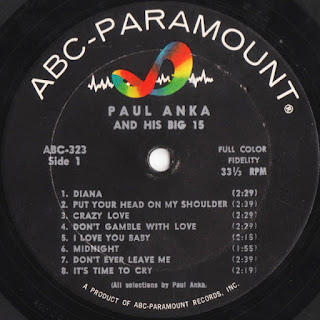 ABC-PARAMOUNT®
PAUL ANKA
AND HIS BIG 15
ABC-323
Side 1
FULL COLOR
FIDELITY
33⅓ RPM
1. DIANA (2:29)
2. PUT YOUR HEAD ON MY SHOULDER (2:39)
3. CRAZY LOVE (2:29)
4. DON'T GAMBLE WITH LOVE (2:29)
5. I LOVE YOU BABY (2:15)
6. MIDNIGHT (1:55)
7. DON'T EVER LEAVE ME (2:29)
8. IT'S TIME TO CRY (2:19)
(All selections by Paul Anka.
A PRODUCT OF ABC-PARAMOUNT RECORDS, INC.